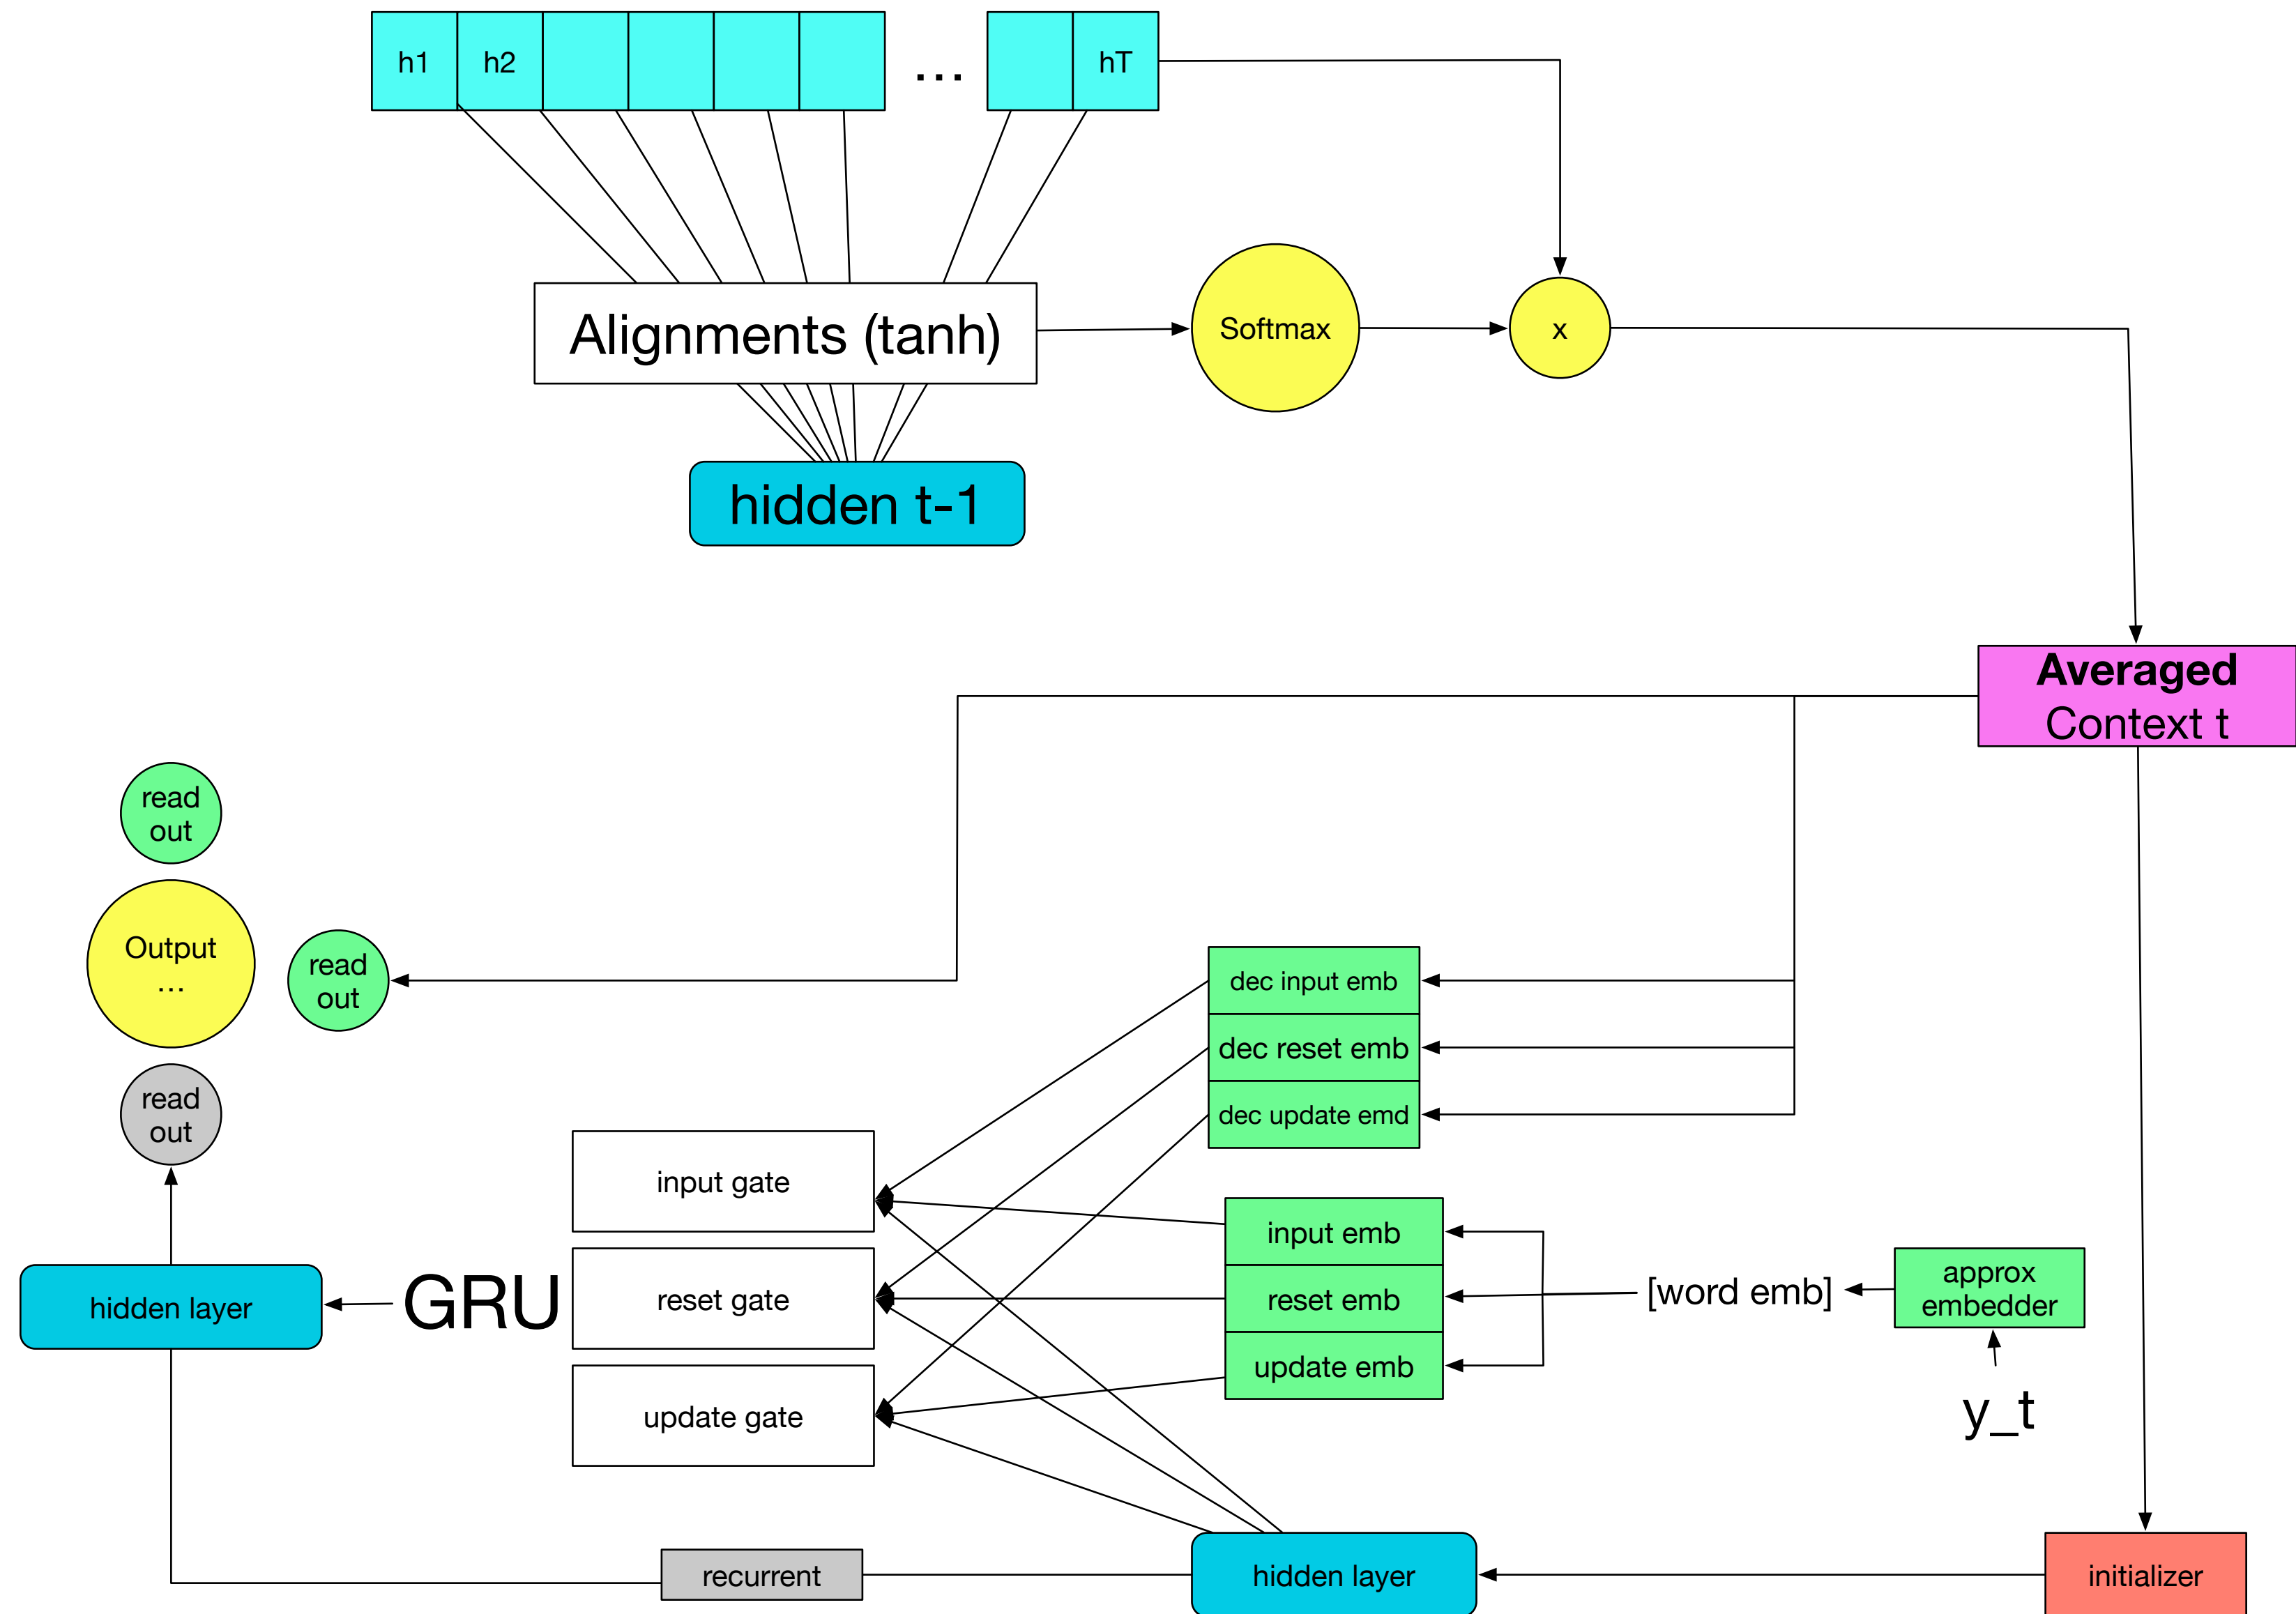 h1
h2
...
hT
Alignments (tanh)
Softmax
x
hidden t-1
Averaged
Context t
read
out
Output
...
read
out
read
out
dec input emb
dec reset emb
dec update emd
input gate
reset gate
update gate
GRU
hidden layer
input emb
reset emb
update emb
[word emb]
approx
embedder
y_t
recurrent
hidden layer
initializer